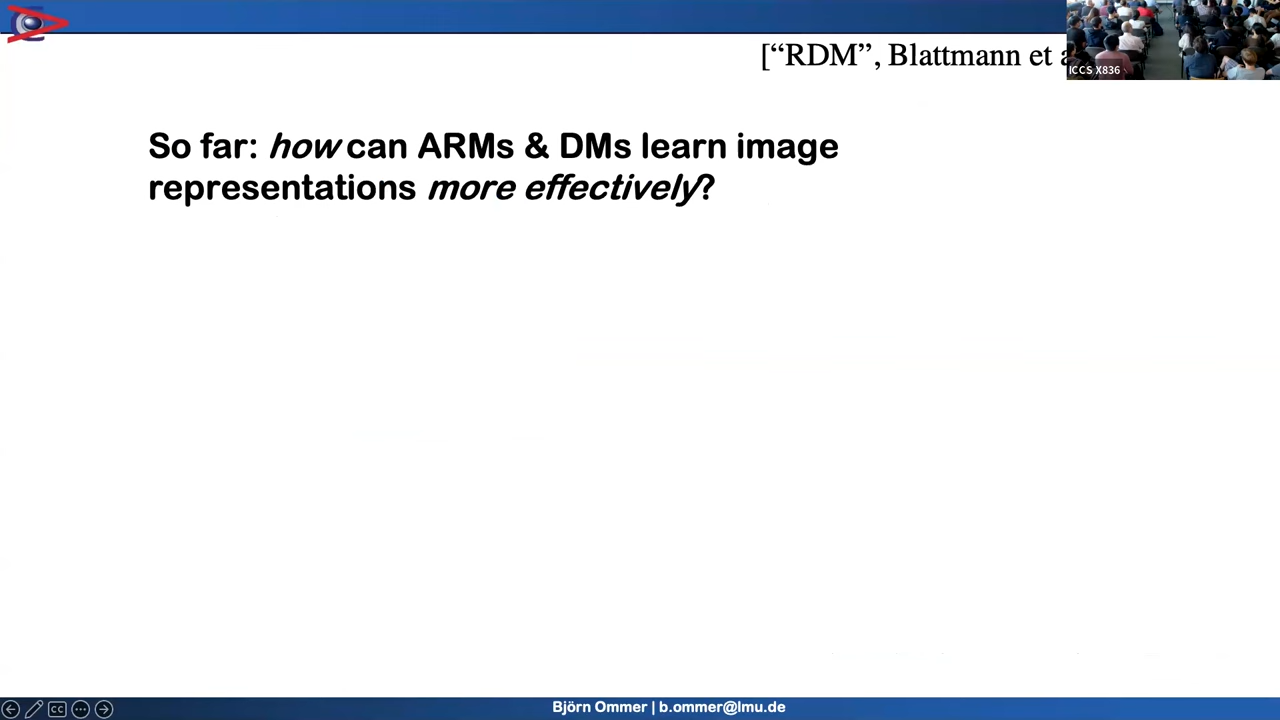 ["RDM", Blattmann et
ICCS X836
So far: how can ARMs & DMs learn image
representations more effectively?
CC
Björn Ommer | b.ommer@lmu.de